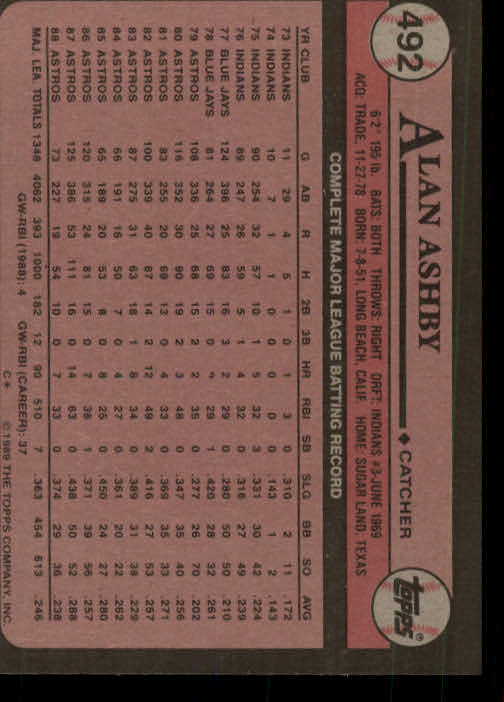 492
ALAN ASHBY ◆ CATCHER
topps®
6'2" 195 lb. BATS: BOTH THROWS: RIGHT DRFT: INDIANS #3-JUNE 1969
ACQ. TRADE, 11-27-78 BORN: 7-8-51, LONG BEACH, CALIF. HOME: SUGAR LAND, TEXAS
COMPLETE MAJOR LEAGUE BATTING RECORD
YR CLUB G AB R H 2B 3B HR RBI SB SLG BB SO AVG
73 INDIANS 11 29 4 5 1 0 1 3 0 .310 2 11 .172
74 INDIANS 10 7 1 1 0 0 0 0 0 .143 1 2 .143
75 INDIANS 90 254 32 57 10 1 5 32 3 .331 30 42 .224
76 INDIANS 89 247 26 59 5 1 4 32 0 .316 27 49 .239
77 BLUE JAYS 124 396 25 83 16 3 2 29 0 .280 50 50 .210
78 BLUE JAYS 81 264 27 69 15 0 9 29 1 .420 28 32 .261
79 ASTROS 108 336 25 68 15 2 2 35 0 .277 26 70 .202
80 ASTROS 116 352 30 90 19 2 3 48 0 .347 35 40 .256
81 ASTROS 83 255 20 69 13 0 4 33 0 .369 35 33 .271
82 ASTROS 100 339 40 87 14 2 12 49 2 .416 27 53 .257
83 ASTROS 87 275 31 63 18 1 8 34 0 .389 31 38 .229
84 ASTROS 66 191 16 50 7 0 4 27 0 .361 20 22 .262
85 ASTROS 65 189 20 53 8 0 8 25 0 .450 24 27 .280
86 ASTROS 120 315 24 81 15 0 7 38 1 .371 39 56 .257
87 ASTROS 125 386 53 111 16 0 14 63 0 .438 50 52 .288
88 ASTROS 73 227 19 54 10 0 7 33 0 .374 29 36 .238
MAJ. LEA. TOTALS 1348 4062 393 1000 182 12 90 510 7 .363 454 613 .246
GW-RBI (1988): 4 GW-RBI (CAREER): 37
C* © 1989 THE TOPPS COMPANY, INC.